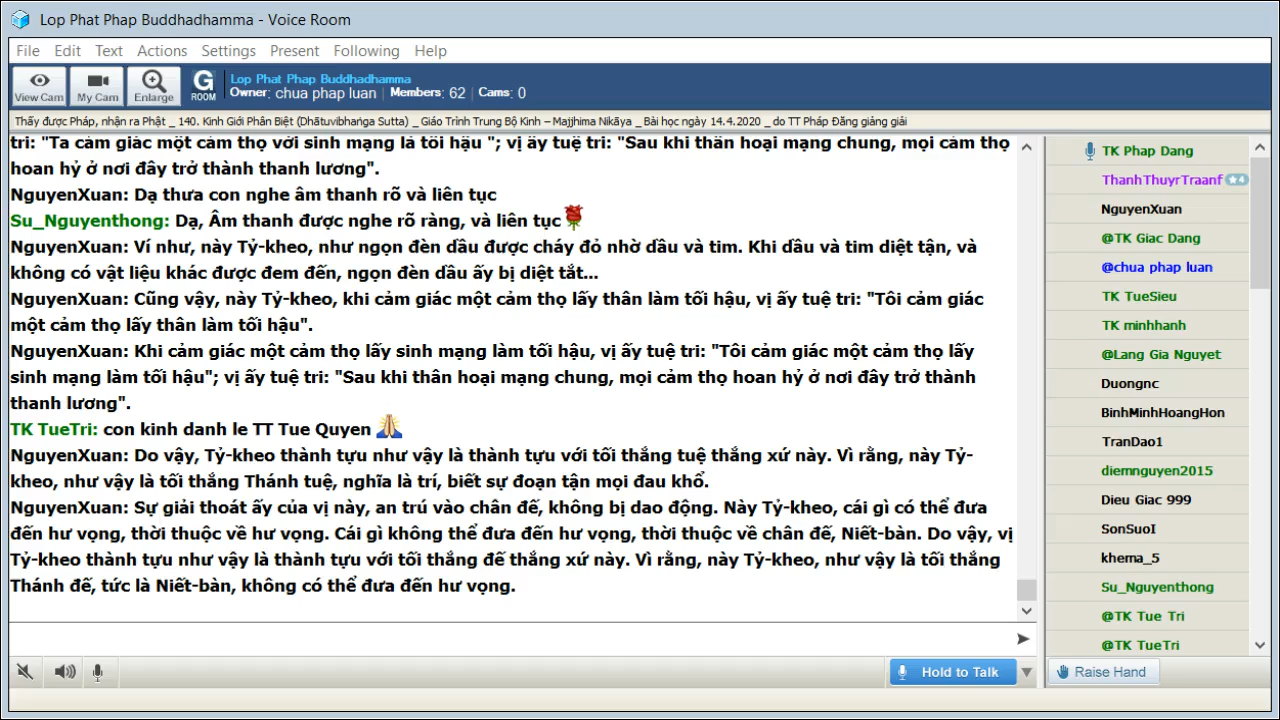 Lop Phat Phap Buddhadhamma - Voice Room
File Edit Text Actions Settings Present Following Help
View Cam My Cam Enlarge G ROOM
Lop Phat Phap Buddhadhamma
Owner: chua phap luan Members: 62 Cams: 0
Thấy được Pháp, nhận ra Phật _ 140. Kinh Giới Phân Biệt (Dhātuvibhaṅga Sutta) _ Giáo Trình Trung Bộ Kinh – Majjhima Nikāya _ Bài học ngày 14.4.2020 _ do TT Pháp Đăng giảng giải
tri: "Ta cảm giác một cảm thọ với sinh mạng là tối hậu "; vị ấy tuệ tri: "Sau khi thân hoại mạng chung, mọi cảm thọ
hoan hỷ ở nơi đây trở thành thanh lương".
NguyenXuan: Dạ thưa con nghe âm thanh rõ và liên tục
Su_Nguyenthong: Dạ, Âm thanh được nghe rõ ràng, và liên tục
NguyenXuan: Ví như, này Tỷ-kheo, như ngọn đèn dầu được cháy đỏ nhờ dầu và tim. Khi dầu và tim diệt tận, và
không có vật liệu khác được đem đến, ngọn đèn dầu ấy bị diệt tắt...
NguyenXuan: Cũng vậy, này Tỷ-kheo, khi cảm giác một cảm thọ lấy thân làm tối hậu, vị ấy tuệ tri: "Tôi cảm giác
một cảm thọ lấy thân làm tối hậu".
NguyenXuan: Khi cảm giác một cảm thọ lấy sinh mạng làm tối hậu, vị ấy tuệ tri: "Tôi cảm giác một cảm thọ lấy
sinh mạng làm tối hậu"; vị ấy tuệ tri: "Sau khi thân hoại mạng chung, mọi cảm thọ hoan hỷ ở nơi đây trở thành
thanh lương".
TK TueTri: con kinh danh le TT Tue Quyen
NguyenXuan: Do vậy, Tỷ-kheo thành tựu như vậy là thành tựu với tối thắng tuệ thắng xứ này. Vì rằng, này Tỷ-
kheo, như vậy là tối thắng Thánh tuệ, nghĩa là trí, biết sự đoạn tận mọi đau khổ.
NguyenXuan: Sự giải thoát ấy của vị này, an trú vào chân đế, không bị dao động. Này Tỷ-kheo, cái gì có thể đưa
đến hư vọng, thời thuộc về hư vọng. Cái gì không thể đưa đến hư vọng, thời thuộc về chân đế, Niết-bàn. Do vậy, vị
Tỷ-kheo thành tựu như vậy là thành tựu với tối thắng đế thắng xứ này. Vì rằng, này Tỷ-kheo, như vậy là tối thắng
Thánh đế, tức là Niết-bàn, không có thể đưa đến hư vọng.
Hold to Talk
TK Phap Dang
ThanhThuyrTraanf ★4
NguyenXuan
@TK Giac Dang
@chua phap luan
TK TueSieu
TK minhhanh
@Lang Gia Nguyet
Duongnc
BinhMinhHoangHon
TranDao1
diemnguyen2015
Dieu Giac 999
SonSuoI
khema_5
Su_Nguyenthong
@TK Tue Tri
@TK TueTri
Raise Hand